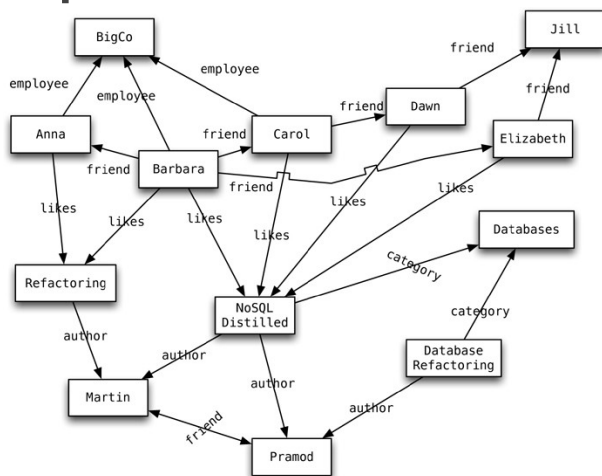 BigCo
Jill
friend
employee
employee
employee
Anna
Carol
friend
Dawn
friend
friend
Elizabeth
friend
Barbara
friend
likes
likes
likes
likes
likes
likes
Databases
Refactoring
category
NoSQL
Distilled
category
author
author
author
Database
Refactoring
Martin
friend
author
Pramod